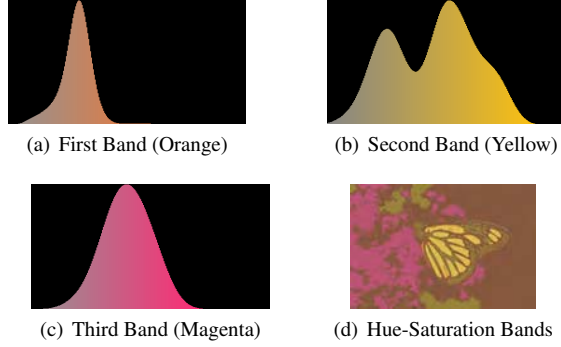 (a) First Band (Orange)
(b) Second Band (Yellow)
(c) Third Band (Magenta)
(d) Hue-Saturation Bands